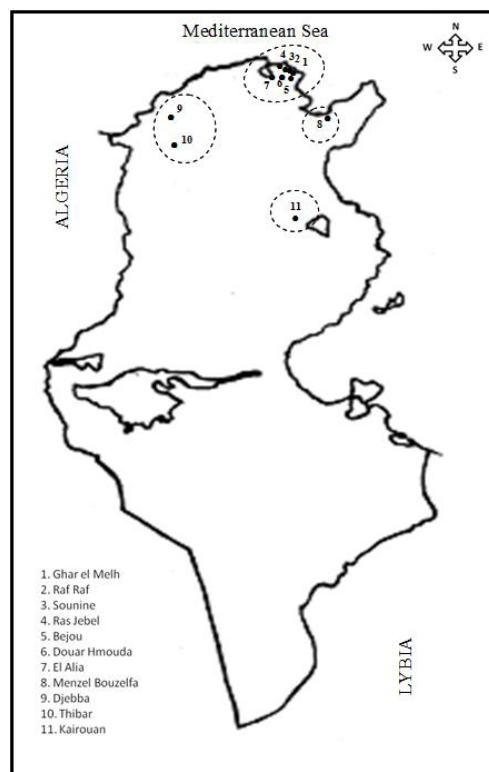 Mediterranean Sea
N
W E
S
4 3 2 1
7 6 5
8
9
10
11
ALGERIA
LYBIA
1. Ghar el Melh
2. Raf Raf
3. Sounine
4. Ras Jebel
5. Bejou
6. Douar Hmouda
7. El Alia
8. Menzel Bouzelfa
9. Djebba
10. Thibar
11. Kairouan